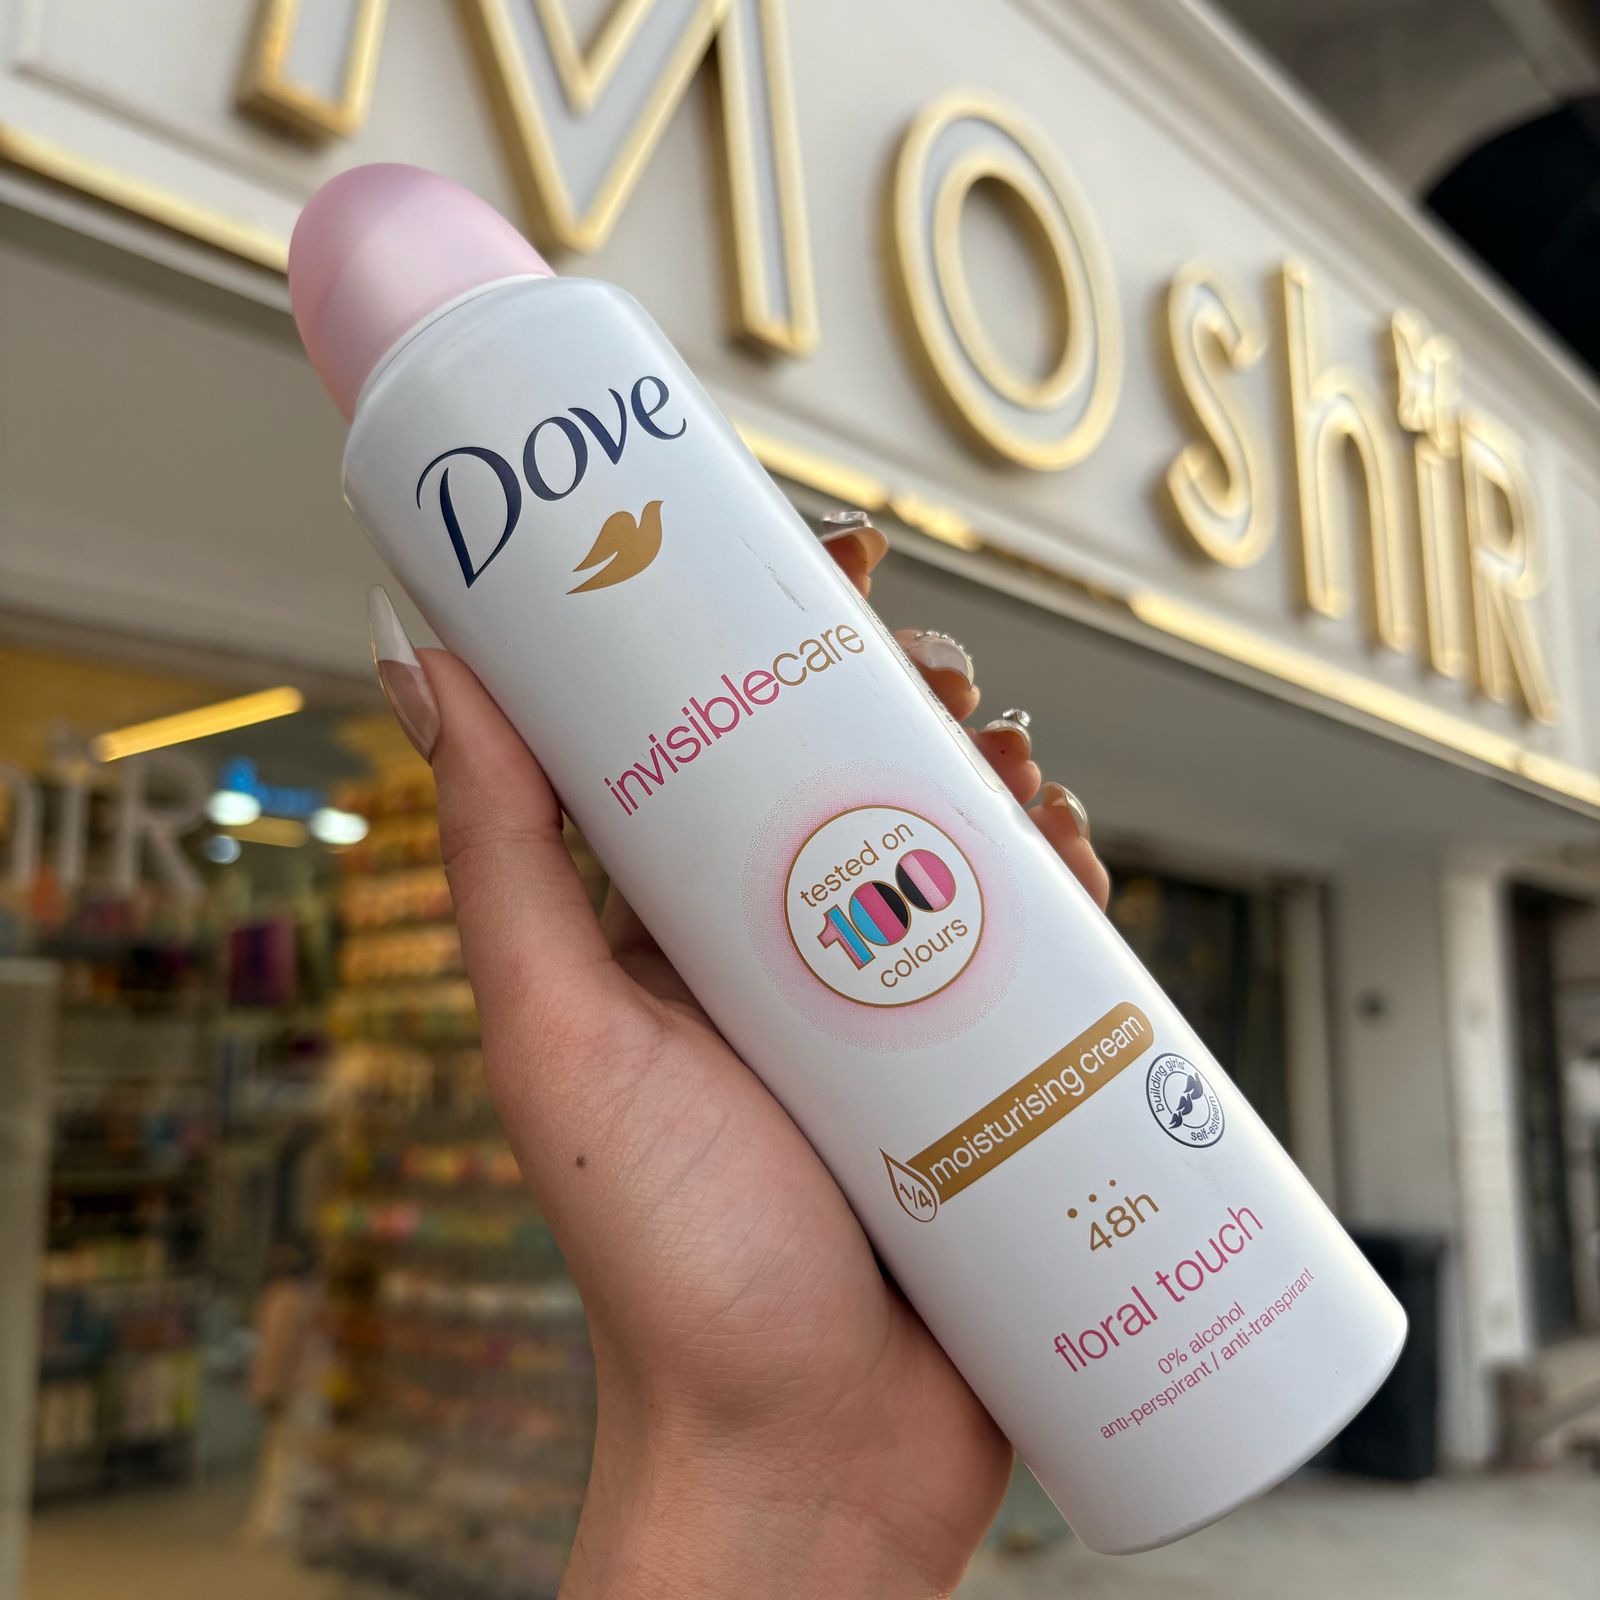 MoshiR
Dove
invisiblecare
tested on
100
colours
1/4 moisturising cream
building girls'
self-esteem
48h
floral touch
0% alcohol
anti-perspirant / anti-transpirant
hiR